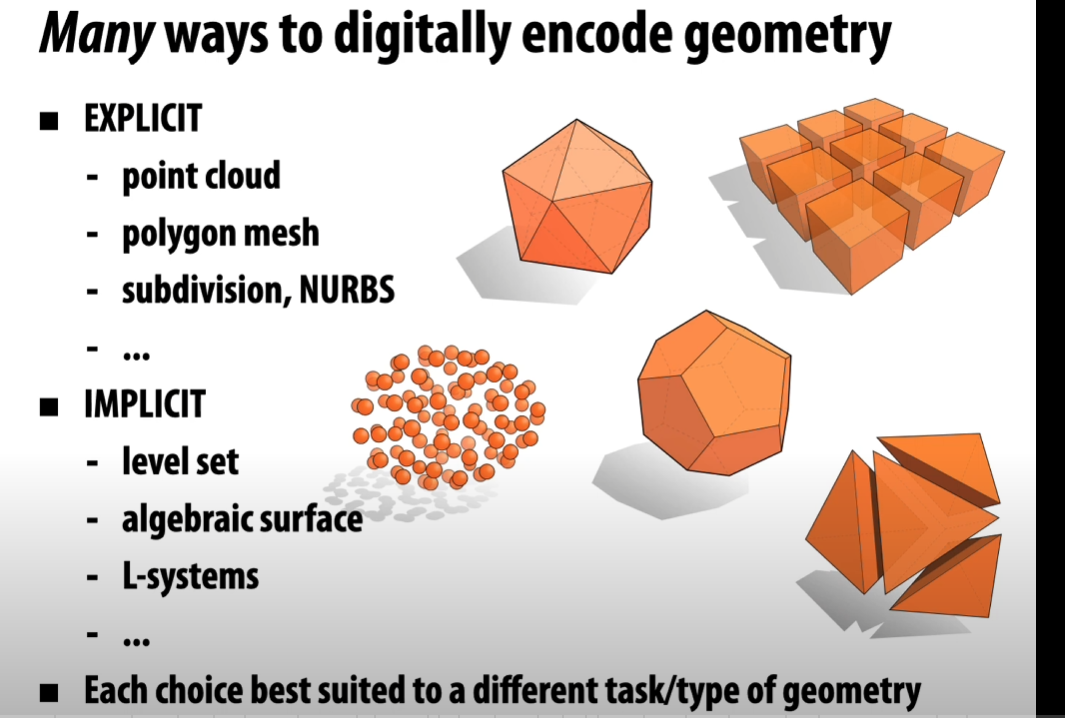 Many ways to digitally encode geometry
■ EXPLICIT
- point cloud
- polygon mesh
- subdivision, NURBS
- ...
■ IMPLICIT
- level set
- algebraic surface
- L-systems
- ...
■ Each choice best suited to a different task/type of geometry